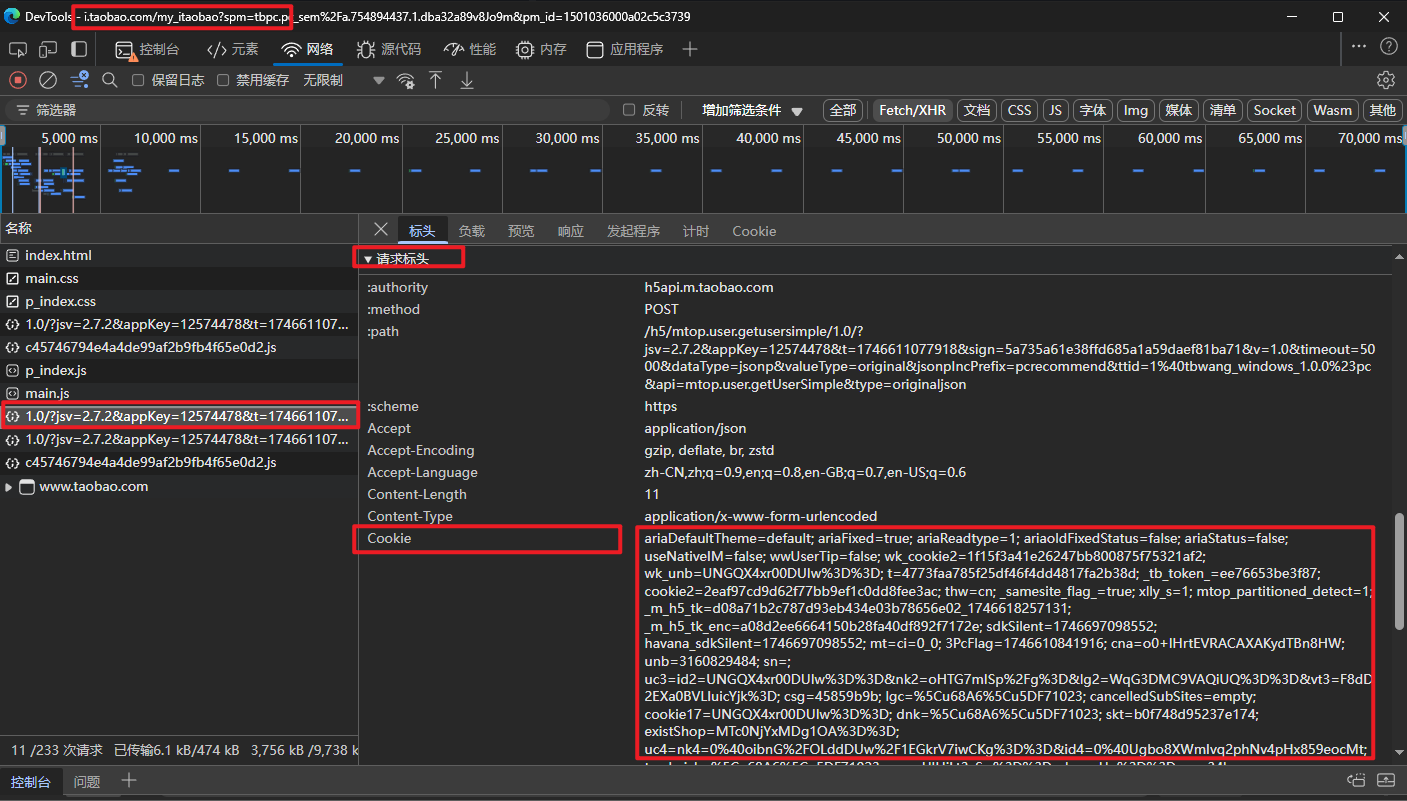 DevTools - i.taobao.com/my_itaobao?spm=tbpc.pc_sem%2Fa.754894437.1.dba32a89v8Jo9m&pm_id=1501036000a02c5c3739
控制台 元素 网络 源代码 性能 内存 应用程序
保留日志 禁用缓存 无限制
筛选器 反转 增加筛选条件 全部 Fetch/XHR 文档 CSS JS 字体 Img 媒体 清单 Socket Wasm 其他
5,000 ms 10,000 ms 15,000 ms 20,000 ms 25,000 ms 30,000 ms 35,000 ms 40,000 ms 45,000 ms 50,000 ms 55,000 ms 60,000 ms 65,000 ms 70,000 ms
名称
index.html
main.css
p_index.css
1.0/?jsv=2.7.2&appKey=12574478&t=174661107...
c45746794e4a4de99af2b9fb4f65e0d2.js
p_index.js
main.js
1.0/?jsv=2.7.2&appKey=12574478&t=174661107...
1.0/?jsv=2.7.2&appKey=12574478&t=174661107...
c45746794e4a4de99af2b9fb4f65e0d2.js
www.taobao.com
标头 负载 预览 响应 发起程序 计时 Cookie
请求标头
:authority h5api.m.taobao.com
:method POST
:path /h5/mtop.user.getusersimple/1.0/?
jsv=2.7.2&appKey=12574478&t=1746611077918&sign=5a735a61e38ffd685a1a59daef81ba71&v=1.0&timeout=50
00&dataType=jsonp&valueType=original&jsonpIncPrefix=pcrecommend&ttid=1%40tbwang_windows_1.0.0%23pc
&api=mtop.user.getUserSimple&type=originaljson
:scheme https
Accept application/json
Accept-Encoding gzip, deflate, br, zstd
Accept-Language zh-CN,zh;q=0.9,en;q=0.8,en-GB;q=0.7,en-US;q=0.6
Content-Length 11
Content-Type application/x-www-form-urlencoded
Cookie ariaDefaultTheme=default; ariaFixed=true; ariaReadtype=1; ariaoldFixedStatus=false; ariaStatus=false;
useNativeIM=false; wwUserTip=false; wk_cookie2=1f15f3a41e26247bb800875f75321af2;
wk_unb=UNGQX4xr00DUIw%3D%3D; t=4773faa785f25df46f4dd4817fa2b38d; _tb_token_=ee76653be3f87;
cookie2=2eaf97cd9d62f77bb9ef1c0dd8fee3ac; thw=cn; _samesite_flag_=true; xlly_s=1; mtop_partitioned_detect=1;
_m_h5_tk=d08a71b2c787d93eb434e03b78656e02_1746618257131;
_m_h5_tk_enc=a08d2ee6664150b28fa40df892f7172e; sdkSilent=1746697098552;
havana_sdkSilent=1746697098552; mt=ci=0_0; 3PcFlag=1746610841916; cna=o0+IHrtEVRACAXAKydTBn8HW;
unb=3160829484; sn=;
uc3=id2=UNGQX4xr00DUIw%3D%3D&nk2=oHTG7mISp%2Fg%3D&lg2=WqG3DMC9VAQiUQ%3D%3D&vt3=F8dD
2EXa0BVLIuicYjk%3D; csg=45859b9b; lgc=%5Cu68A6%5Cu5DF71023; cancelledSubSites=empty;
cookie17=UNGQX4xr00DUIw%3D%3D; dnk=%5Cu68A6%5Cu5DF71023; skt=b0f748d95237e174;
existShop=MTc0NjYxMDg1OA%3D%3D;
uc4=nk4=0%40oibnG%2FOLddDUw%2F1EGkrV7iwCKg%3D%3D&id4=0%40Ugbo8XWmIvq2phNv4pHx859eocMt;
11 /233 次请求 已传输6.1 kB/474 kB 3,756 kB /9,738 k
控制台 问题